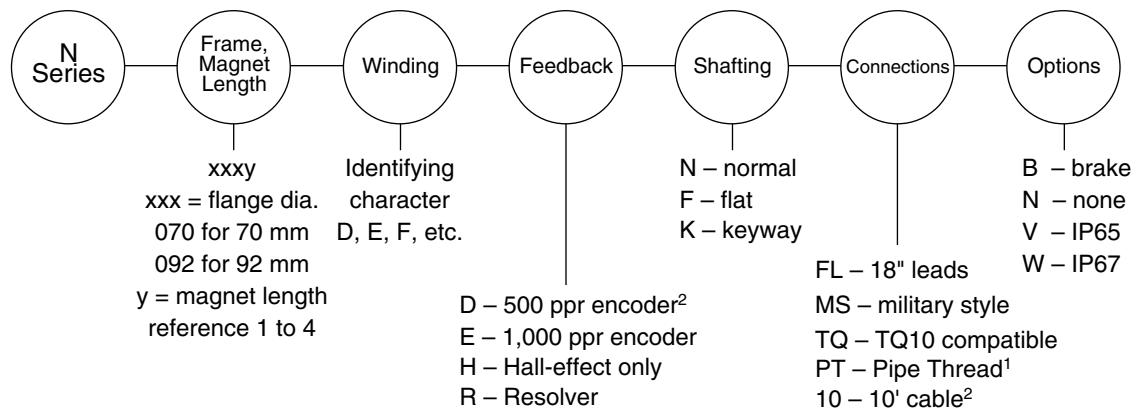 N
Series
Frame,
Magnet
Length
Winding
Feedback
Shafting
Connections
Options
xxxy
xxx = flange dia.
070 for 70 mm
092 for 92 mm
y = magnet length
reference 1 to 4
Identifying
character
D, E, F, etc.
D – 500 ppr encoder²
E – 1,000 ppr encoder
H – Hall-effect only
R – Resolver
N – normal
F – flat
K – keyway
FL – 18" leads
MS – military style
TQ – TQ10 compatible
PT – Pipe Thread¹
10 – 10' cable²
B – brake
N – none
V – IP65
W – IP67